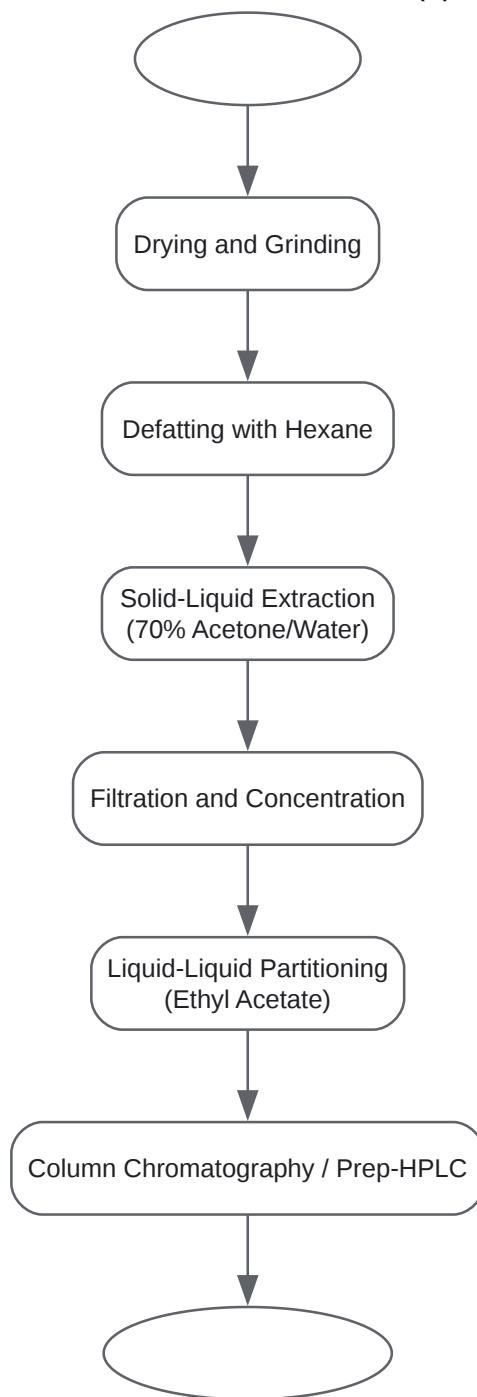 Drying and Grinding
Defatting with Hexane
Solid-Liquid Extraction
(70% Acetone/Water)
Filtration and Concentration
Liquid-Liquid Partitioning
(Ethyl Acetate)
Column Chromatography / Prep-HPLC